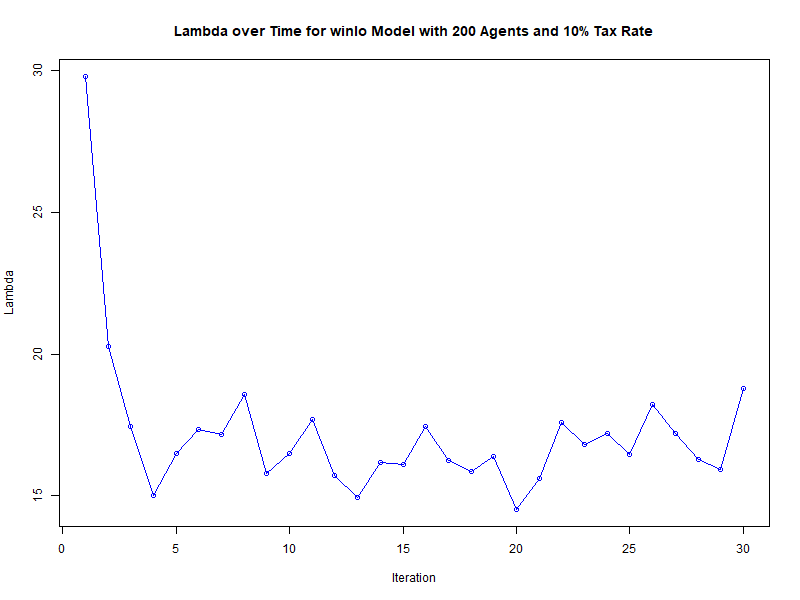 Lambda over Time for winlo Model with 200 Agents and 10% Tax Rate
30
25
20
15
Lambda
0 5 10 15 20 25 30
Iteration